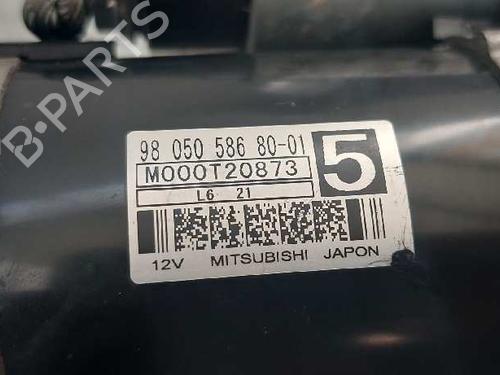 98 050 586 80-01
5
M000T20873
L6 21
12V MITSUBISHI JAPON
B-PARTS